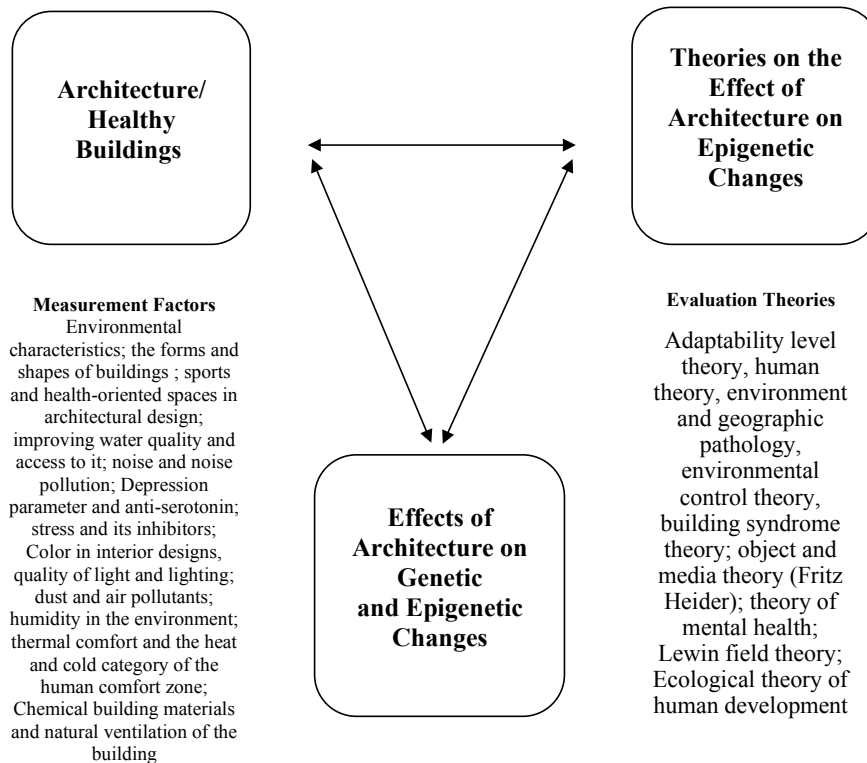 Architecture/
Healthy
Buildings
Theories on the
Effect of
Architecture on
Epigenetic
Changes
Measurement Factors
Environmental
characteristics; the forms and
shapes of buildings ; sports
and health-oriented spaces in
architectural design;
improving water quality and
access to it; noise and noise
pollution; Depression
parameter and anti-serotonin;
stress and its inhibitors;
Color in interior designs,
quality of light and lighting;
dust and air pollutants;
humidity in the environment;
thermal comfort and the heat
and cold category of the
human comfort zone;
Chemical building materials
and natural ventilation of the
building
Effects of
Architecture on
Genetic
and Epigenetic
Changes
Evaluation Theories
Adaptability level
theory, human
theory, environment
and geographic
pathology,
environmental
control theory,
building syndrome
theory; object and
media theory (Fritz
Heider); theory of
mental health;
Lewin field theory;
Ecological theory of
human development